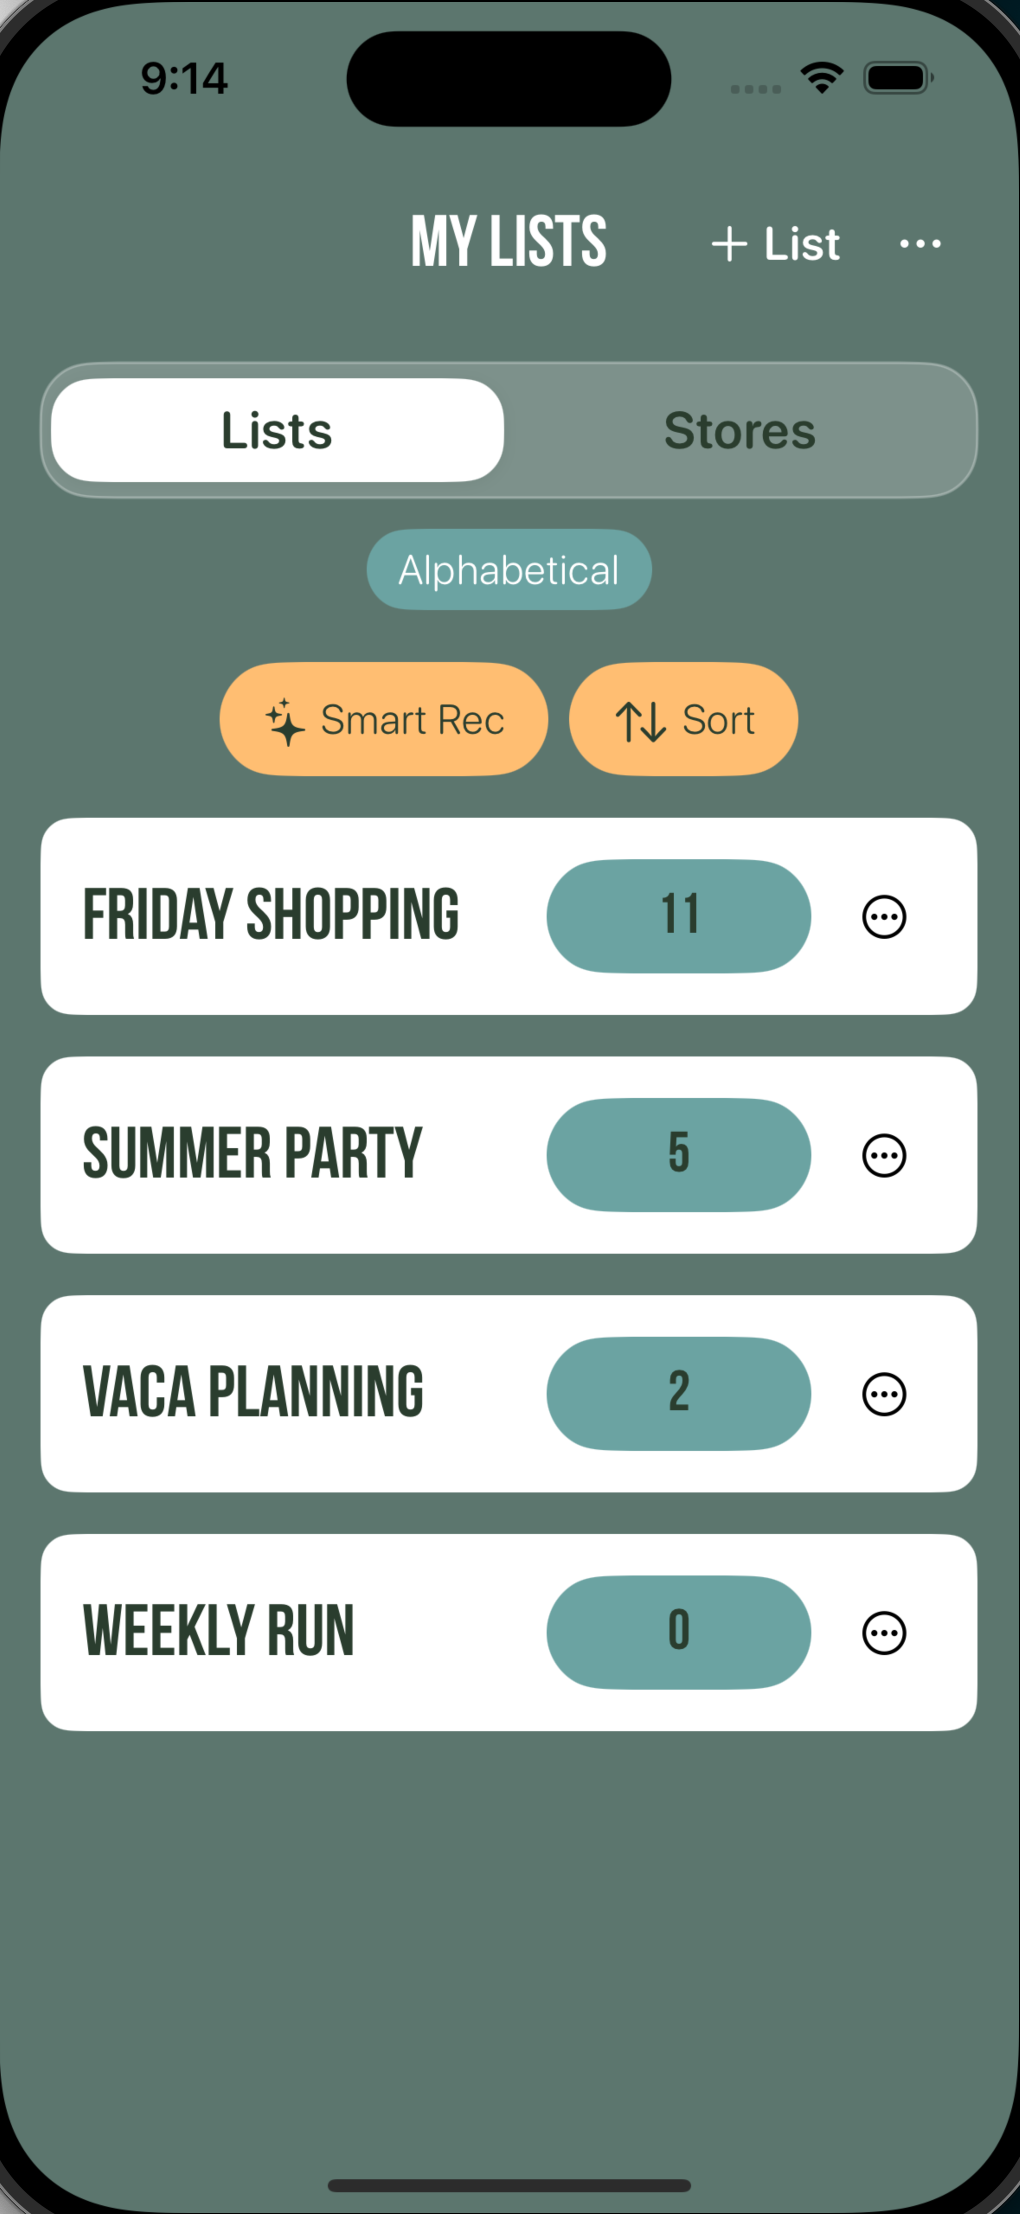 9:14
MY LISTS
+ List
Lists
Stores
Alphabetical
Smart Rec
Sort
FRIDAY SHOPPING
11
SUMMER PARTY
5
VACA PLANNING
2
WEEKLY RUN
0